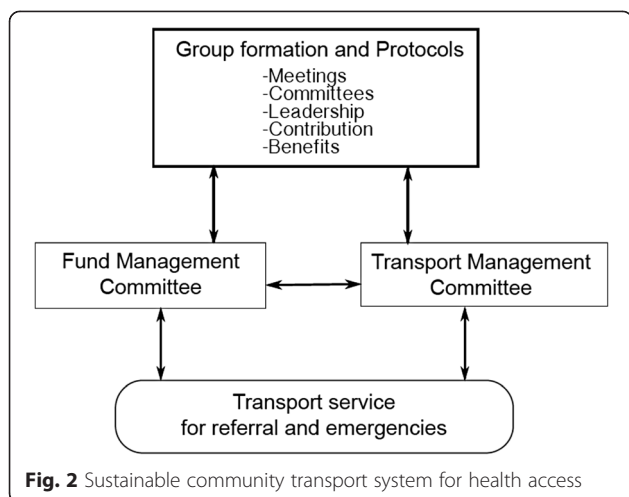 Group formation and Protocols
-Meetings
-Committees
-Leadership
-Contribution
-Benefits
Fund Management
Committee
Transport Management
Committee
Transport service
for referral and emergencies
Fig. 2 Sustainable community transport system for health access